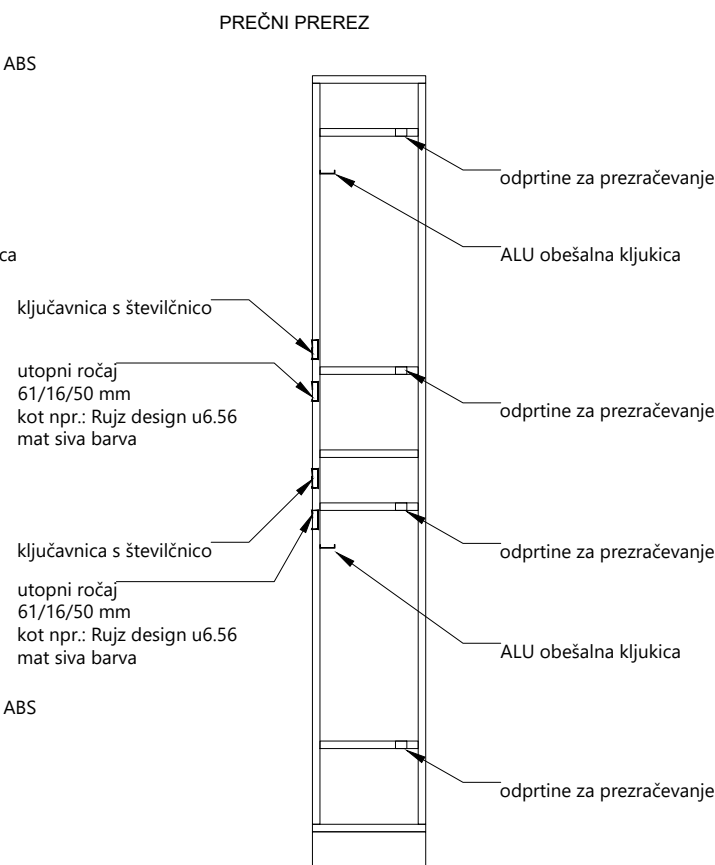 PREČNI PREREZ
ABS
odprtine za prezračevanje
ALU obešalna kljukica
ca
ključavnica s številčnico
utopni ročaj
61/16/50 mm
kot npr.: Rujz design u6.56
mat siva barva
odprtine za prezračevanje
ključavnica s številčnico
odprtine za prezračevanje
utopni ročaj
61/16/50 mm
kot npr.: Rujz design u6.56
mat siva barva
ALU obešalna kljukica
ABS
odprtine za prezračevanje